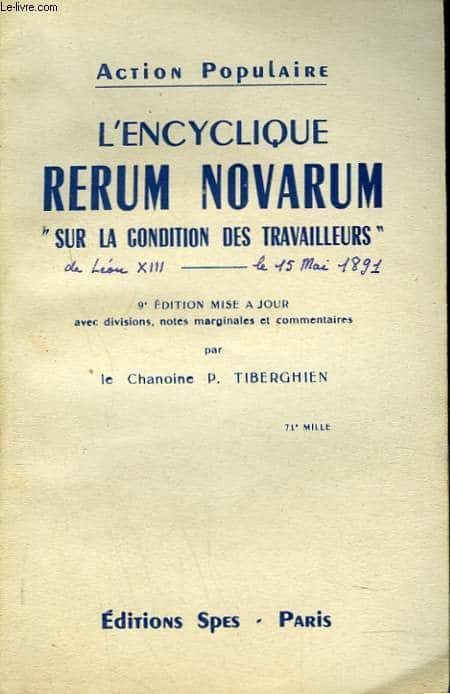 Le-livre.com
ACTION POPULAIRE
L'ENCYCLIQUE
RERUM NOVARUM
" SUR LA CONDITION DES TRAVAILLEURS "
de Léon XIII — le 15 Mai 1891
9e ÉDITION MISE A JOUR
avec divisions, notes marginales et commentaires
par
le Chanoine P. TIBERGHIEN
71e MILLE
ÉDITIONS SPES - PARIS